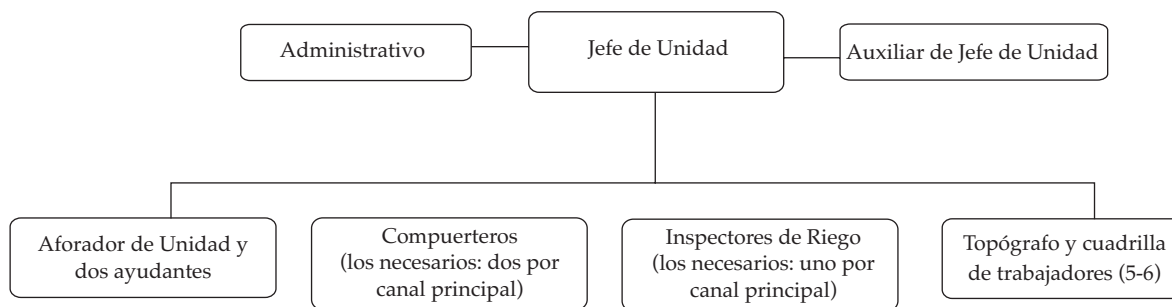 Administrativo
Jefe de Unidad
Auxiliar de Jefe de Unidad
Aforador de Unidad y
dos ayudantes
Compuerteros
(los necesarios: dos por
canal principal)
Inspectores de Riego
(los necesarios: uno por
canal principal)
Topógrafo y cuadrilla
de trabajadores (5-6)